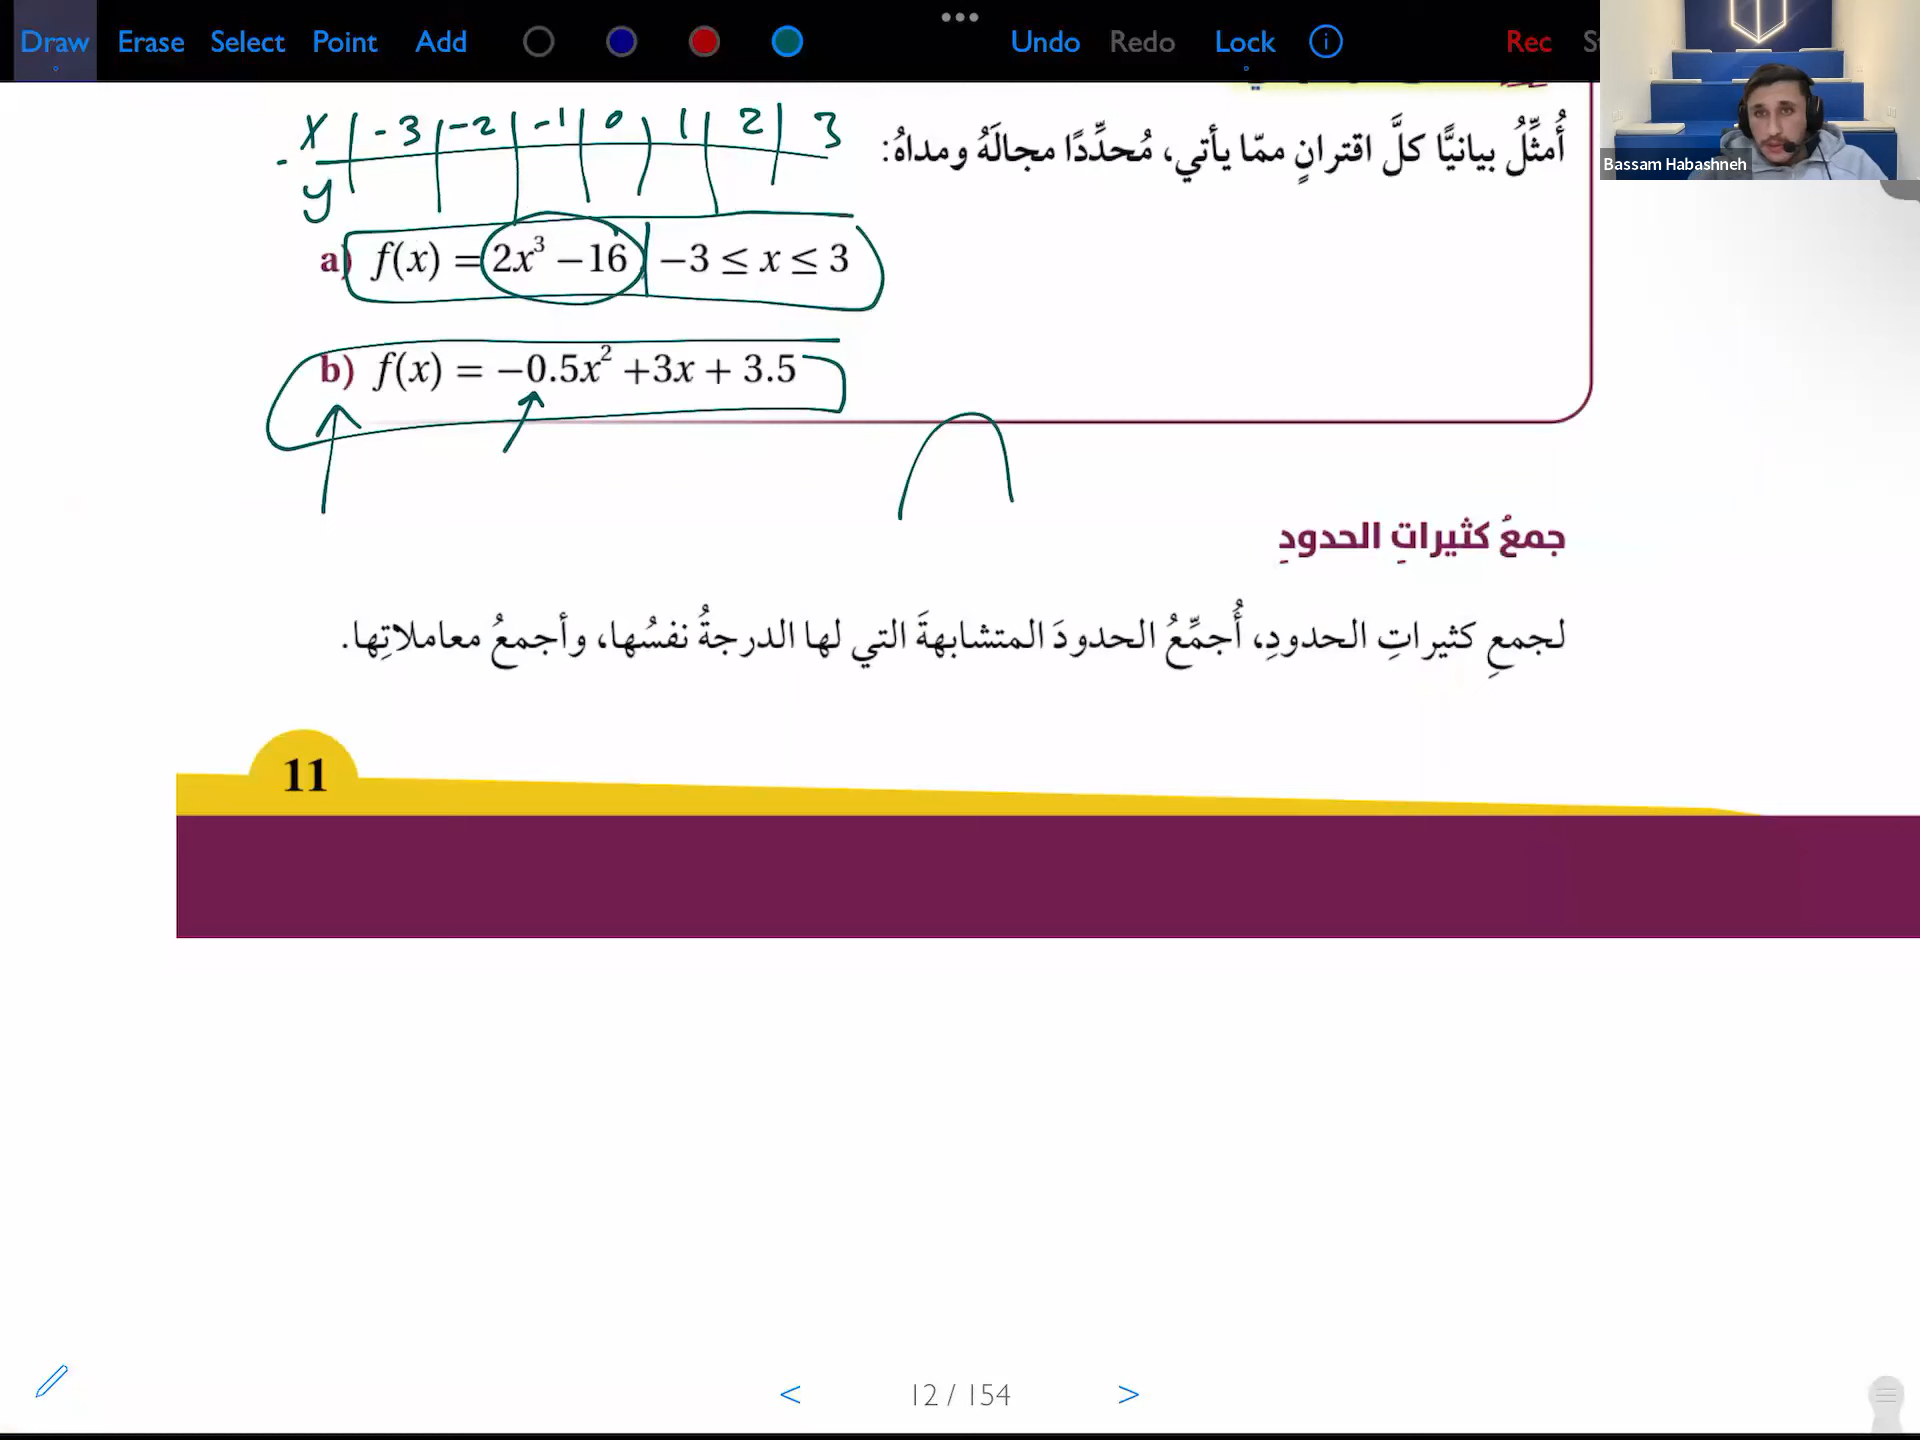 Draw Erase Select Point Add Undo Redo Lock Rec
Bassam Habashneh
أُمثِّلُ بيانيًّا كلَّ اقترانٍ ممّا يأتي، مُحدِّدًا مجالَهُ ومداهُ:
x -3 -2 -1 0 1 2 3
y
a) f(x) = 2x³ −16 −3 ≤ x ≤ 3
b) f(x) = −0.5x² +3x + 3.5
جمعُ كثيراتِ الحدودِ
لجمعِ كثيراتِ الحدودِ، أُجمِّعُ الحدودَ المتشابهةَ التي لها الدرجةُ نفسُها، وأجمعُ معاملاتِها.
11
< 12 / 154 >